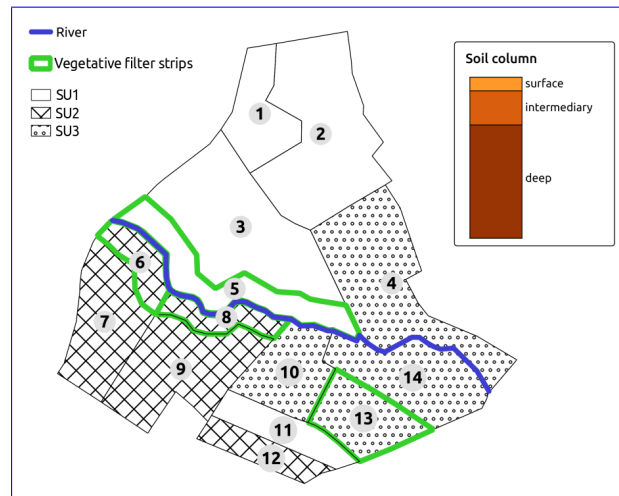 River
Vegetative filter strips
SU1
SU2
SU3
Soil column
surface
intermediary
deep
1
2
3
4
5
6
7
8
9
10
14
13
11
12